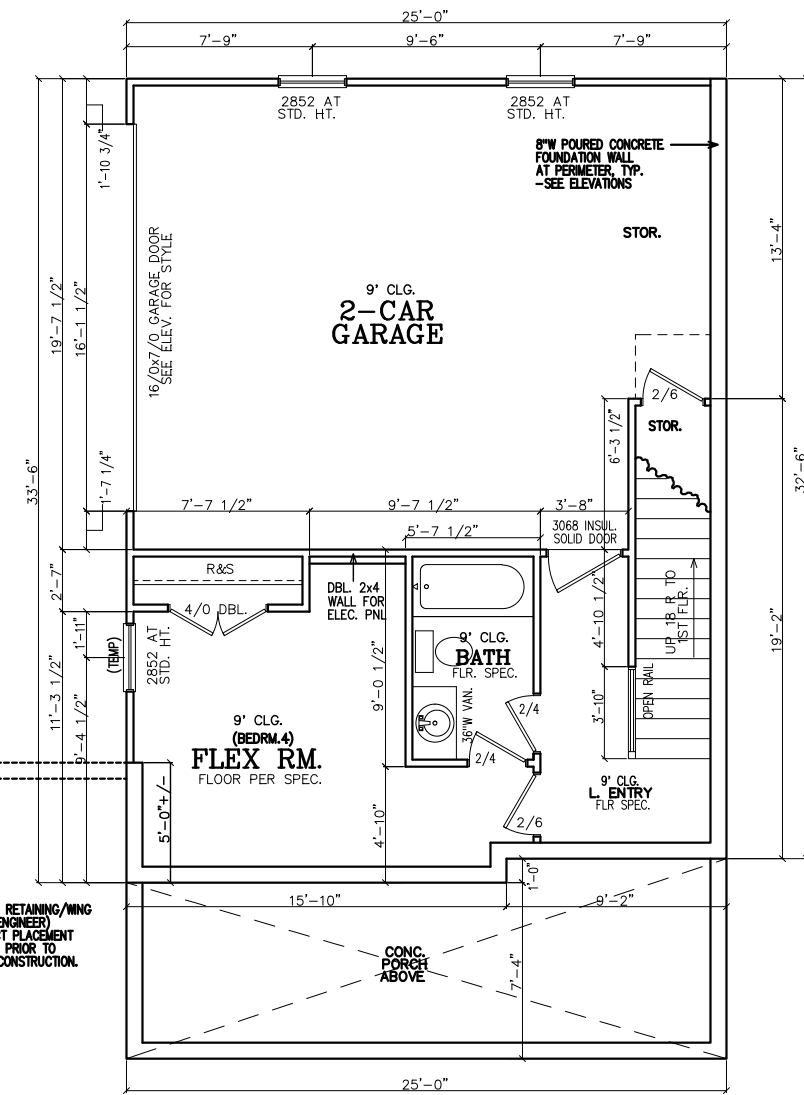 25'-0"
7'-9"
9'-6"
7'-9"
2852 AT
STD. HT.
2852 AT
STD. HT.
8"W POURED CONCRETE
FOUNDATION WALL
AT PERIMETER, TYP.
-SEE ELEVATIONS
1'-10 3/4"
STOR.
13'-4"
16/0x7/0 GARAGE DOOR
SEE ELEV. FOR STYLE
9' CLG.
2-CAR
GARAGE
19'-7 1/2"
16'-1 1/2"
2/6
STOR.
6'-3 1/2"
33'-6"
32'-6"
1'-7 1/4"
7'-7 1/2"
9'-7 1/2"
3'-8"
5'-7 1/2"
3068 INSUL.
SOLID DOOR
R&S
2'-7"
4/0 DBL.
DBL. 2x4
WALL FOR
ELEC. PNL
4'-10 1/2"
UP 18 R TO
1ST FLR.
19'-2"
1'-11"
(TEMP)
2852 AT
STD. HT.
9' CLG.
BATH
FLR. SPEC.
9'-0 1/2"
36"W VAN.
2/4
2/4
3'-10"
OPEN RAIL
11'-3 1/2"
9'-4 1/2"
9' CLG.
(BEDRM.4)
FLEX RM.
FLOOR PER SPEC.
9' CLG.
L. ENTRY
FLR SPEC.
5'-0"+/-
4'-10"
2/6
1'-0"
15'-10"
9'-2"
RETAINING/WING
ENGINEER)
CT PLACEMENT
PRIOR TO
CONSTRUCTION.
CONC.
PORCH
ABOVE
7'-4"
25'-0"